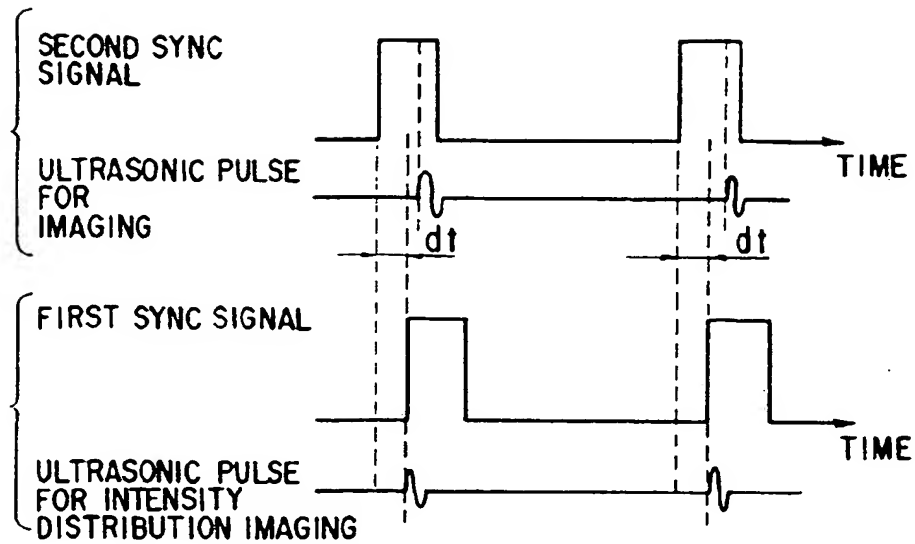 SECOND SYNC
SIGNAL
TIME
ULTRASONIC PULSE
FOR
IMAGING
dt
dt
FIRST SYNC SIGNAL
TIME
ULTRASONIC PULSE
FOR INTENSITY
DISTRIBUTION IMAGING